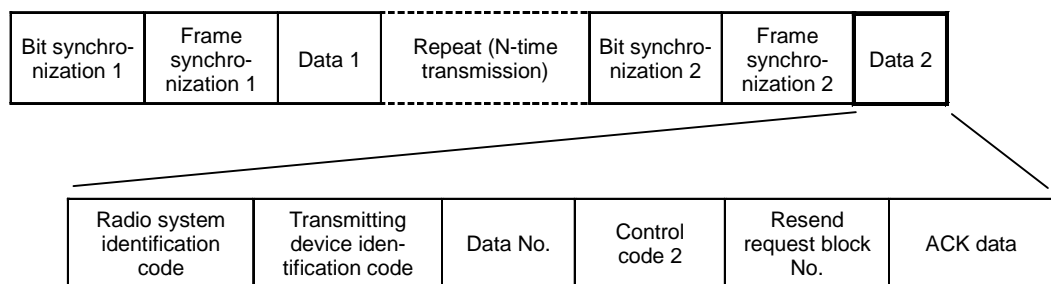 Bit synchro-
nization 1
Frame
synchro-
nization 1
Data 1
Repeat (N-time
transmission)
Bit synchro-
nization 2
Frame
synchro-
nization 2
Data 2
Radio system
identification
code
Transmitting
device iden-
tification code
Data No.
Control
code 2
Resend
request block
No.
ACK data